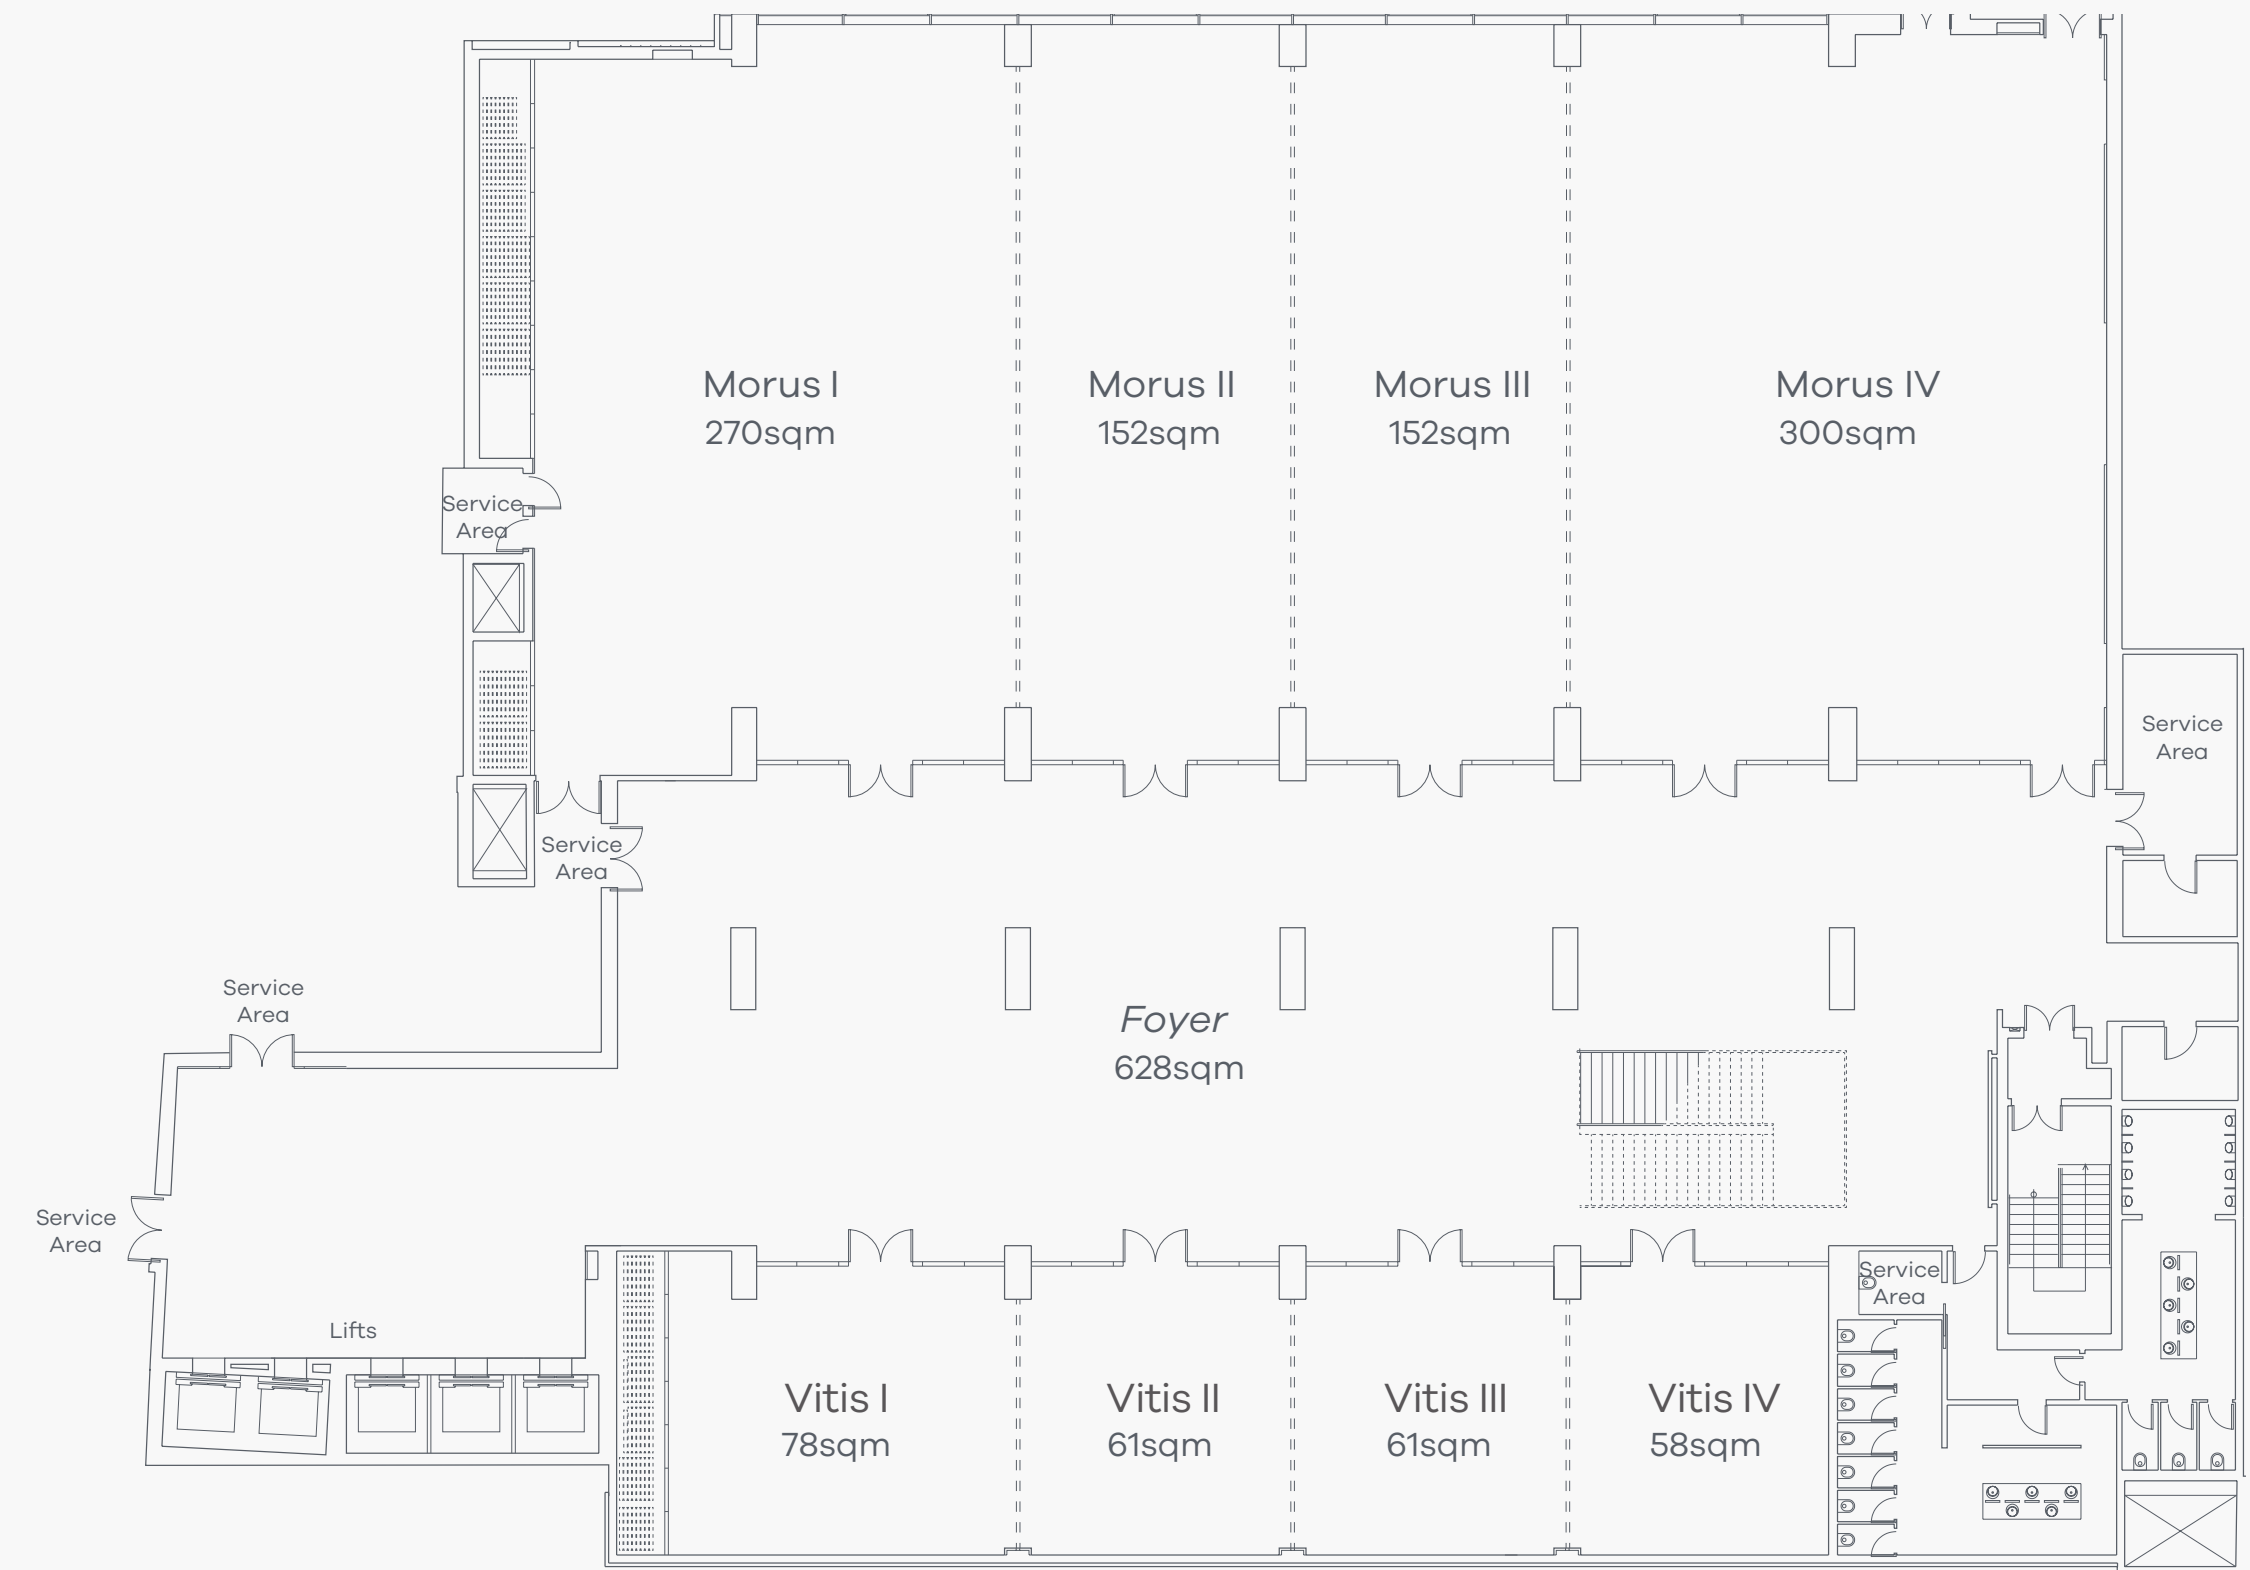 Morus I
270sqm
Morus II
152sqm
Morus III
152sqm
Morus IV
300sqm
Service
Area
Service
Area
Service
Area
Service
Area
Foyer
628sqm
Service
Area
Service
Area
Lifts
Vitis I
78sqm
Vitis II
61sqm
Vitis III
61sqm
Vitis IV
58sqm